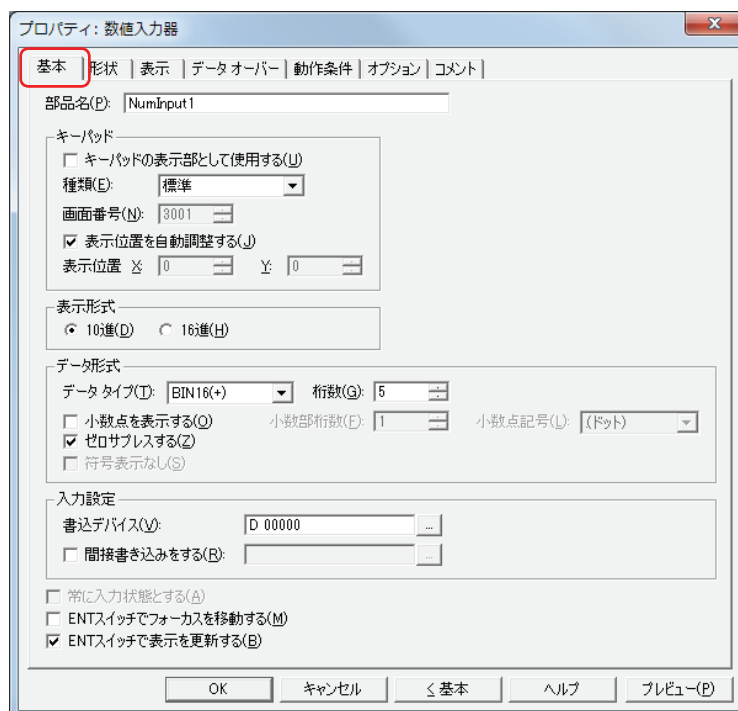 プロパティ: 数値入力器
基本 形状 表示 データ オーバー 動作条件 オプション コメント
部品名(P): NumInput1
キーパッド
キーパッドの表示部として使用する(U)
種類(E): 標準
画面番号(N): 3001
表示位置を自動調整する(J)
表示位置 X: 0 Y: 0
表示形式
10進(D) 16進(H)
データ形式
データ タイプ(T): BIN16(+) 桁数(G): 5
小数点を表示する(O) 小数部桁数(F): 1 小数点記号(L): .(ドット)
ゼロサプレスする(Z)
符号表示なし(S)
入力設定
書込デバイス(V): D 00000 ...
間接書き込みをする(R): ...
常に入力状態とする(A)
ENTスイッチでフォーカスを移動する(M)
ENTスイッチで表示を更新する(B)
OK キャンセル < 基本 ヘルプ プレビュー(P)